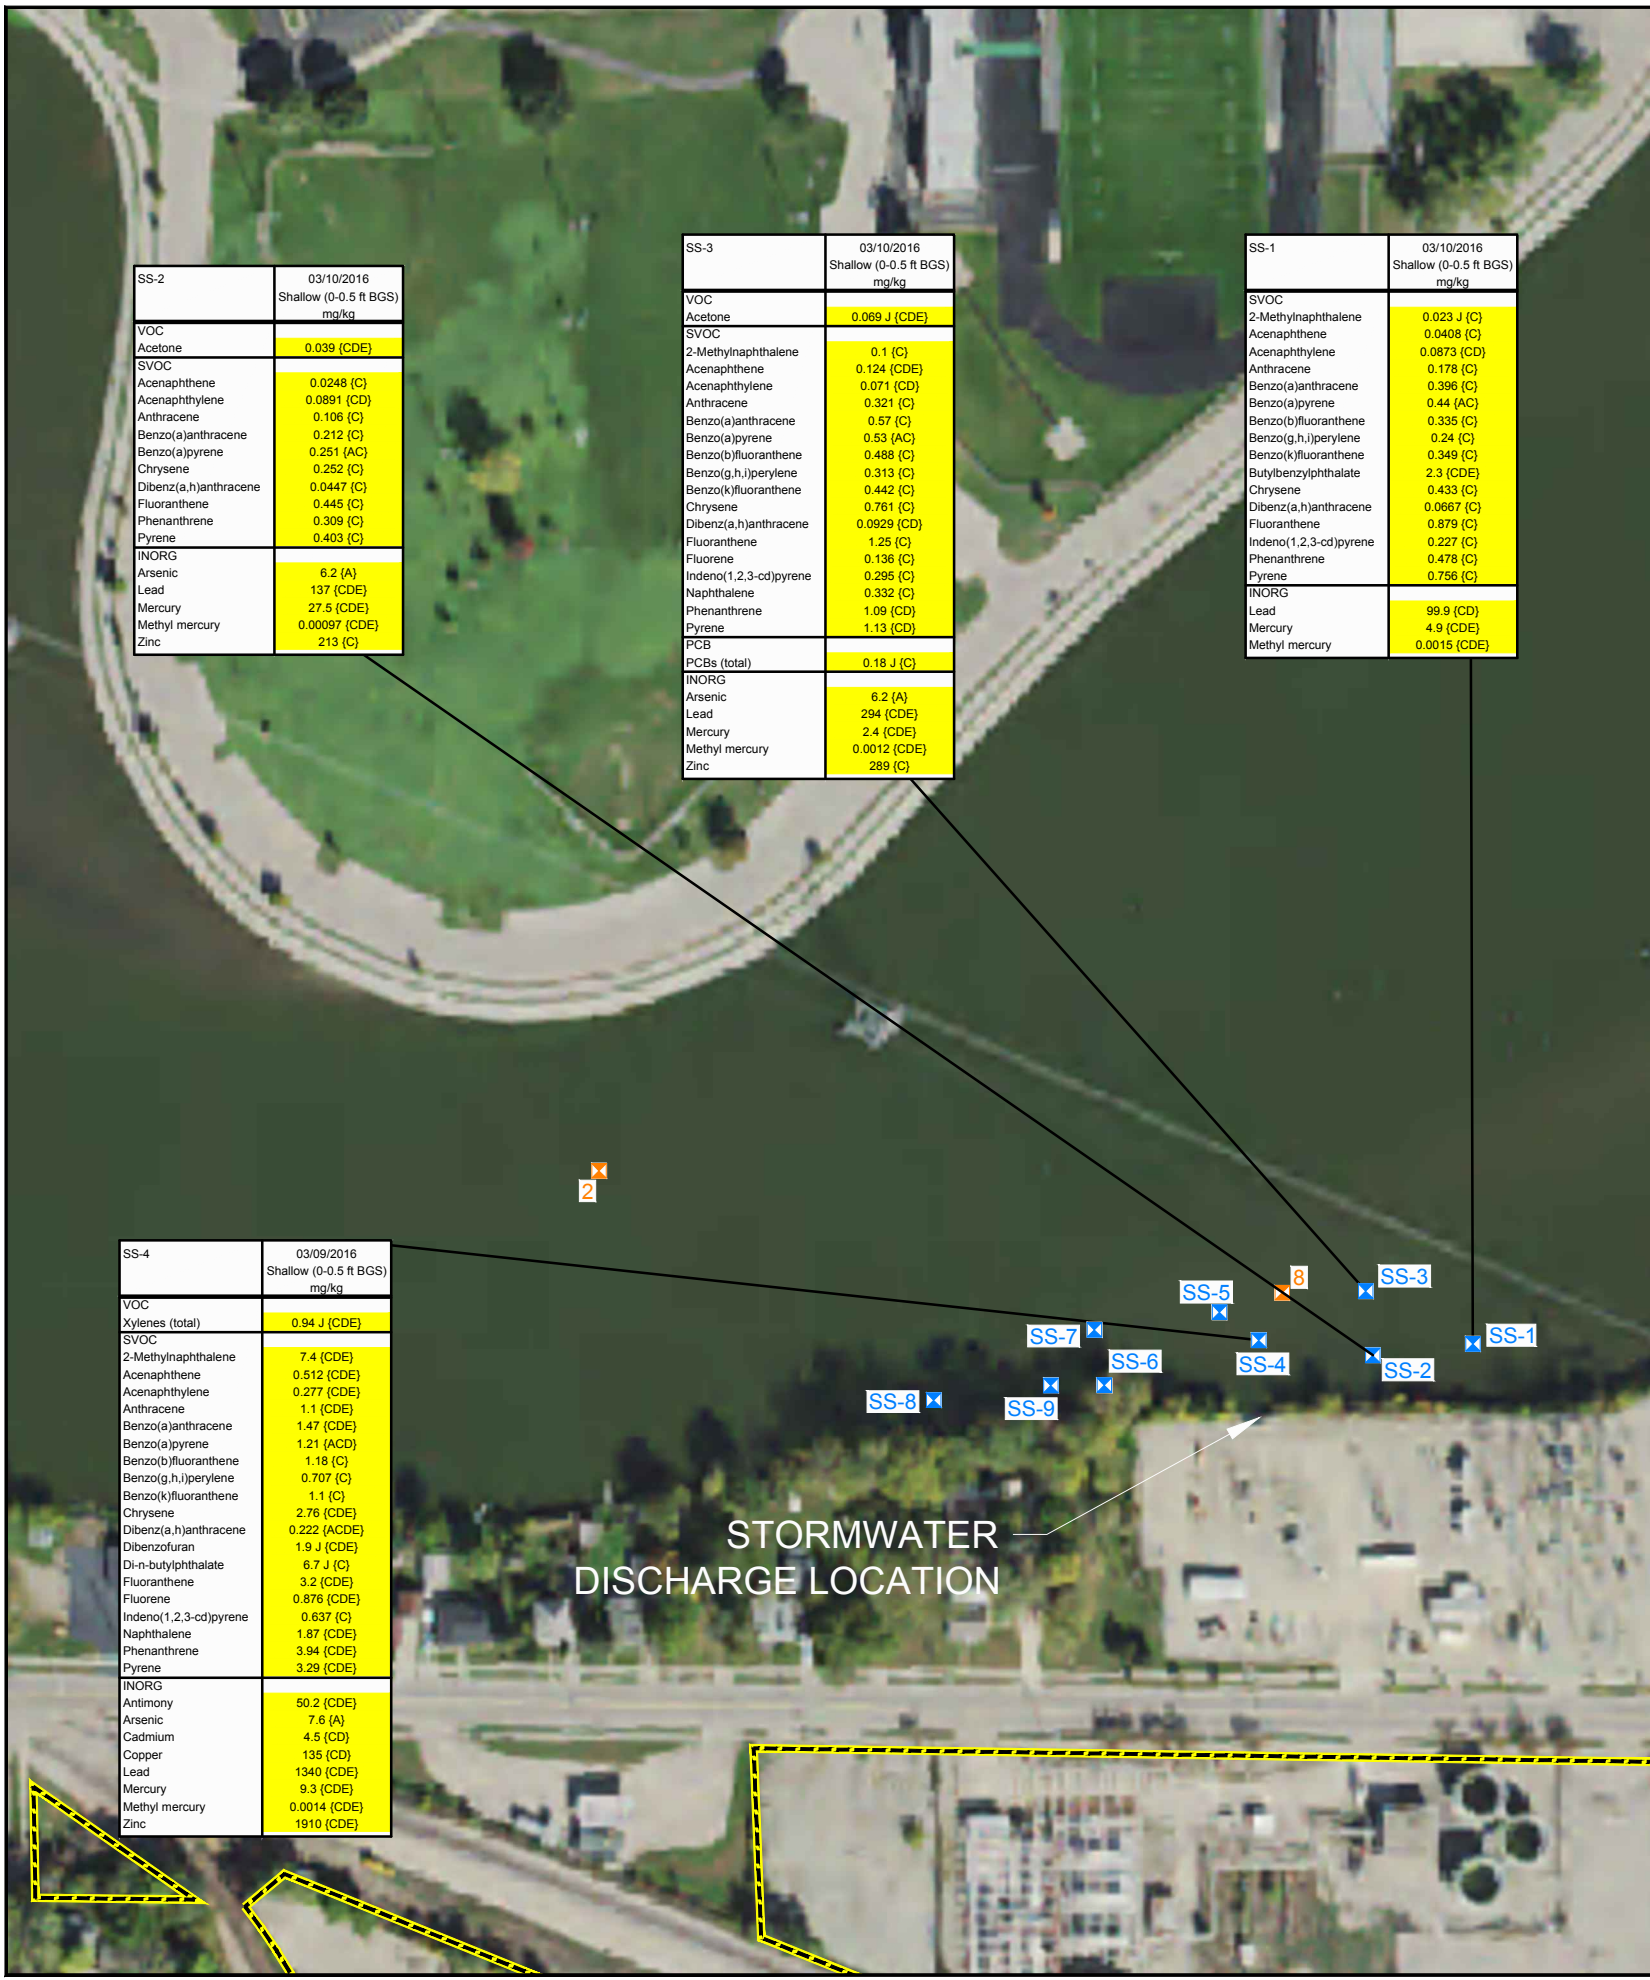 SS-2 03/10/2016
Shallow (0-0.5 ft BGS)
mg/kg
VOC
Acetone 0.039 {CDE}
SVOC
Acenaphthene 0.0248 {C}
Acenaphthylene 0.0891 {CD}
Anthracene 0.106 {C}
Benzo(a)anthracene 0.212 {C}
Benzo(a)pyrene 0.251 {AC}
Chrysene 0.252 {C}
Dibenz(a,h)anthracene 0.0447 {C}
Fluoranthene 0.445 {C}
Phenanthrene 0.309 {C}
Pyrene 0.403 {C}
INORG
Arsenic 6.2 {A}
Lead 137 {CDE}
Mercury 27.5 {CDE}
Methyl mercury 0.00097 {CDE}
Zinc 213 {C}
SS-3 03/10/2016
Shallow (0-0.5 ft BGS)
mg/kg
VOC
Acetone 0.069 J {CDE}
SVOC
2-Methylnaphthalene 0.1 {C}
Acenaphthene 0.124 {CDE}
Acenaphthylene 0.071 {CD}
Anthracene 0.321 {C}
Benzo(a)anthracene 0.57 {C}
Benzo(a)pyrene 0.53 {AC}
Benzo(b)fluoranthene 0.488 {C}
Benzo(g,h,i)perylene 0.313 {C}
Benzo(k)fluoranthene 0.442 {C}
Chrysene 0.761 {C}
Dibenz(a,h)anthracene 0.0929 {CD}
Fluoranthene 1.25 {C}
Fluorene 0.136 {C}
Indeno(1,2,3-cd)pyrene 0.295 {C}
Naphthalene 0.332 {C}
Phenanthrene 1.09 {CD}
Pyrene 1.13 {CD}
PCB
PCBs (total) 0.18 J {C}
INORG
Arsenic 6.2 {A}
Lead 294 {CDE}
Mercury 2.4 {CDE}
Methyl mercury 0.0012 {CDE}
Zinc 289 {C}
SS-1 03/10/2016
Shallow (0-0.5 ft BGS)
mg/kg
SVOC
2-Methylnaphthalene 0.023 J {C}
Acenaphthene 0.0408 {C}
Acenaphthylene 0.0873 {CD}
Anthracene 0.178 {C}
Benzo(a)anthracene 0.396 {C}
Benzo(a)pyrene 0.44 {AC}
Benzo(b)fluoranthene 0.335 {C}
Benzo(g,h,i)perylene 0.24 {C}
Benzo(k)fluoranthene 0.349 {C}
Butylbenzylphthalate 2.3 {CDE}
Chrysene 0.433 {C}
Dibenz(a,h)anthracene 0.0667 {C}
Fluoranthene 0.879 {C}
Indeno(1,2,3-cd)pyrene 0.227 {C}
Phenanthrene 0.478 {C}
Pyrene 0.756 {C}
INORG
Lead 99.9 {CD}
Mercury 4.9 {CDE}
Methyl mercury 0.0015 {CDE}
2
8
SS-3
SS-5
SS-7
SS-4
SS-1
SS-2
SS-6
SS-8
SS-9
SS-4 03/09/2016
Shallow (0-0.5 ft BGS)
mg/kg
VOC
Xylenes (total) 0.94 J {CDE}
SVOC
2-Methylnaphthalene 7.4 {CDE}
Acenaphthene 0.512 {CDE}
Acenaphthylene 0.277 {CDE}
Anthracene 1.1 {CDE}
Benzo(a)anthracene 1.47 {CDE}
Benzo(a)pyrene 1.21 {ACD}
Benzo(b)fluoranthene 1.18 {C}
Benzo(g,h,i)perylene 0.707 {C}
Benzo(k)fluoranthene 1.1 {C}
Chrysene 2.76 {CDE}
Dibenz(a,h)anthracene 0.222 {ACDE}
Dibenzofuran 1.9 J {CDE}
Di-n-butylphthalate 6.7 J {C}
Fluoranthene 3.2 {CDE}
Fluorene 0.876 {CDE}
Indeno(1,2,3-cd)pyrene 0.637 {C}
Naphthalene 1.87 {CDE}
Phenanthrene 3.94 {CDE}
Pyrene 3.29 {CDE}
INORG
Antimony 50.2 {CDE}
Arsenic 7.6 {A}
Cadmium 4.5 {CD}
Copper 135 {CD}
Lead 1340 {CDE}
Mercury 9.3 {CDE}
Methyl mercury 0.0014 {CDE}
Zinc 1910 {CDE}
STORMWATER
DISCHARGE LOCATION